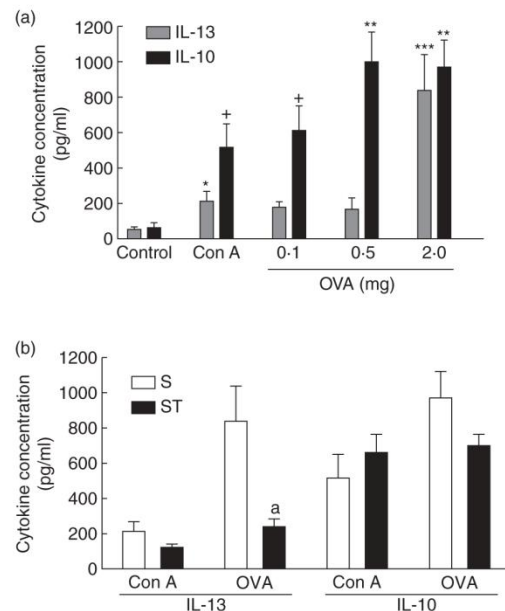 (a)
IL-13
IL-10
Cytokine concentration
(pg/ml)
1200
1000
800
600
400
200
0
*
+
+
**
***
**
Control
Con A
0·1
0·5
2·0
OVA (mg)
(b)
S
ST
Cytokine concentration
(pg/ml)
1200
1000
800
600
400
200
0
a
Con A
OVA
Con A
OVA
IL-13
IL-10